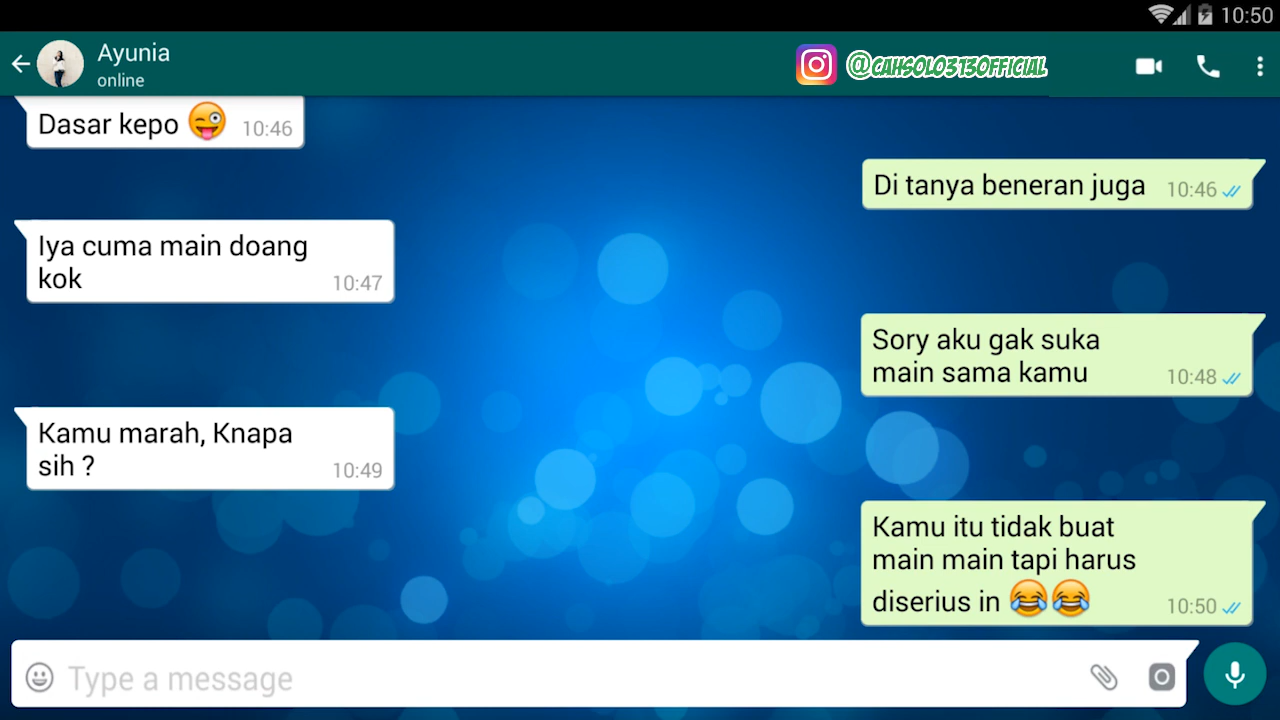 10:50
Ayunia
online
@CAHSOLO313OFFICIAL
Dasar kepo 😜 10:46
Di tanya beneran juga 10:46
Iya cuma main doang
kok 10:47
Sory aku gak suka
main sama kamu 10:48
Kamu marah, Knapa
sih ? 10:49
Kamu itu tidak buat
main main tapi harus
diserius in 😂😂 10:50
Type a message